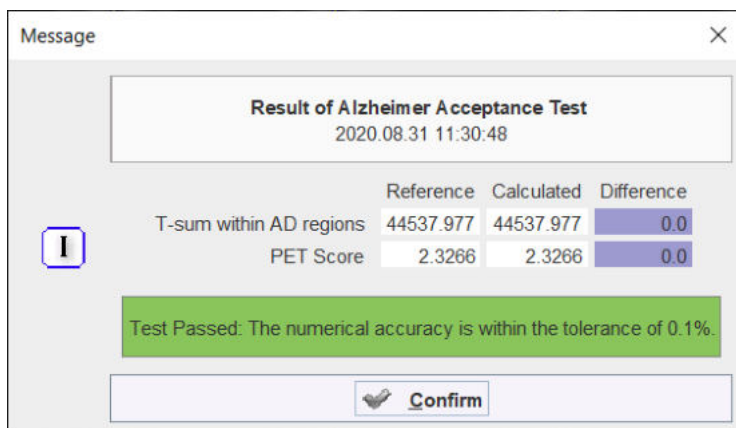 Message
Result of Alzheimer Acceptance Test
2020.08.31 11:30:48
Reference Calculated Difference
T-sum within AD regions 44537.977 44537.977 0.0
I
PET Score 2.3266 2.3266 0.0
Test Passed: The numerical accuracy is within the tolerance of 0.1%.
Confirm